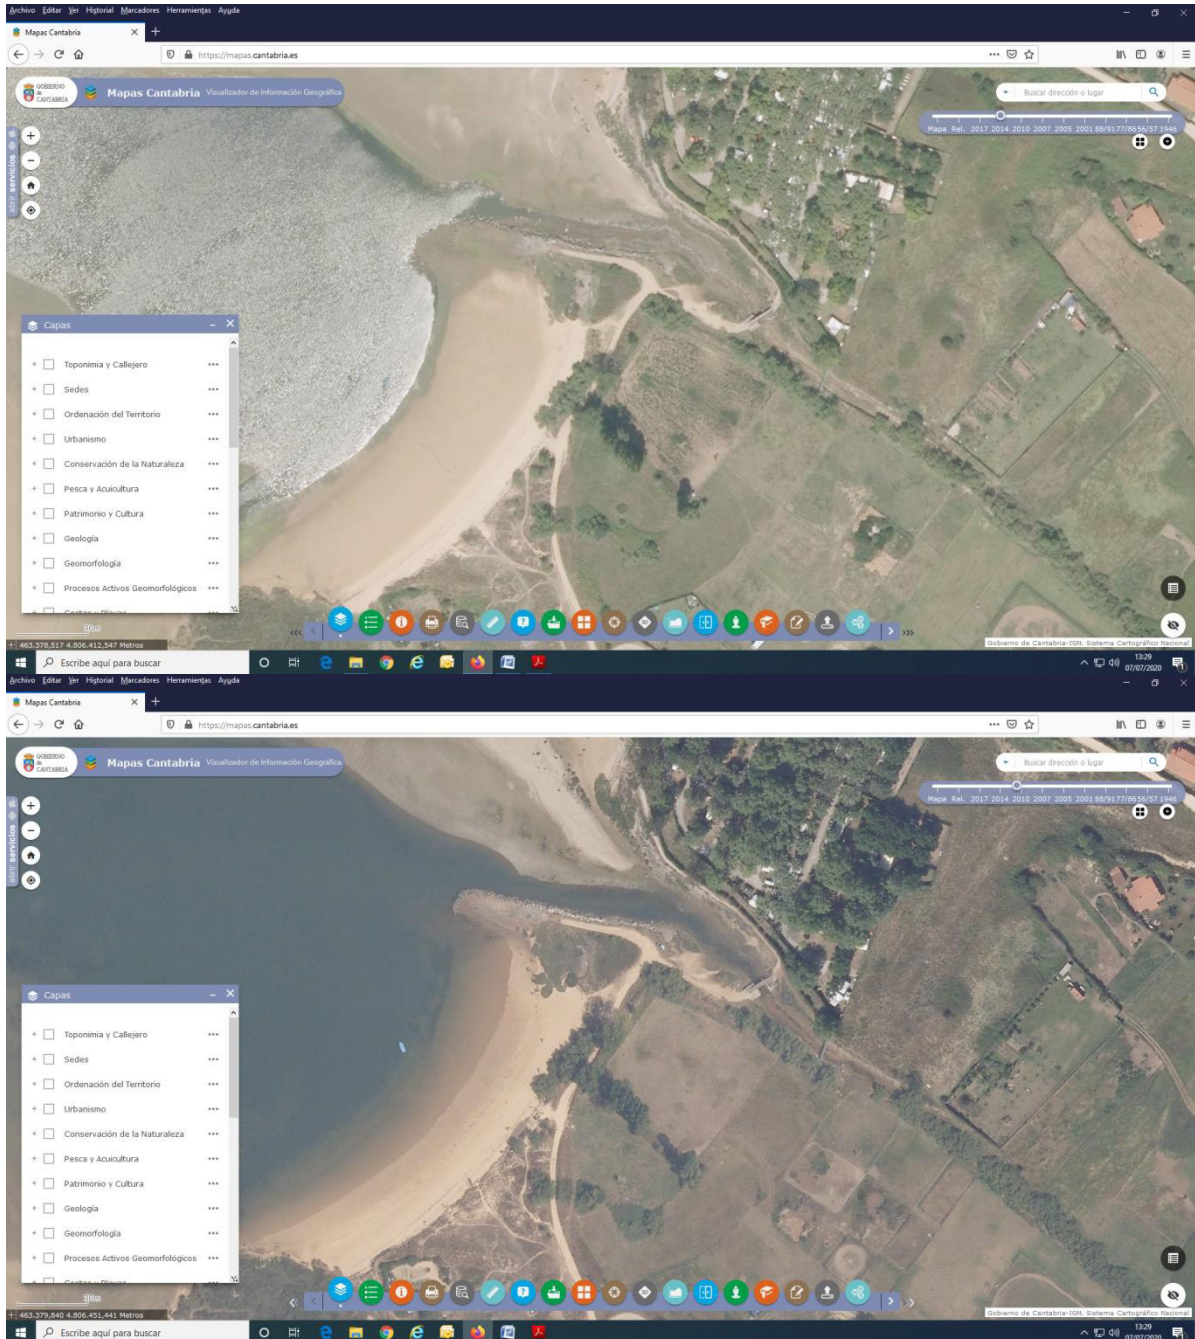 Archivo Editar Ver Historial Marcadores Herramientas Ayuda
Mapas Cantabria
https://mapas.cantabria.es
GOBIERNO de CANTABRIA
Mapas Cantabria Visualizador de Información Geográfica
Buscar dirección o lugar
Mapa Rel. 2017 2014 2010 2007 2005 2001 88/91 77/86 56/57 1946
abrir servicios
Capas
Toponimia y Callejero
Sedes
Ordenación del Territorio
Urbanismo
Conservación de la Naturaleza
Pesca y Acuicultura
Patrimonio y Cultura
Geología
Geomorfología
Procesos Activos Geomorfológicos
Costas y Playas
463.378,517 4.806.412,547 Metros
Gobierno de Cantabria-IGN. Sistema Cartográfico Nacional
Escribe aquí para buscar
13:29
07/07/2020
Archivo Editar Ver Historial Marcadores Herramientas Ayuda
Mapas Cantabria
https://mapas.cantabria.es
GOBIERNO de CANTABRIA
Mapas Cantabria Visualizador de Información Geográfica
Buscar dirección o lugar
Mapa Rel. 2017 2014 2010 2007 2005 2001 88/91 77/86 56/57 1946
abrir servicios
Capas
Toponimia y Callejero
Sedes
Ordenación del Territorio
Urbanismo
Conservación de la Naturaleza
Pesca y Acuicultura
Patrimonio y Cultura
Geología
Geomorfología
Procesos Activos Geomorfológicos
Costas y Playas
463.379,840 4.806.451,441 Metros
Gobierno de Cantabria-IGN. Sistema Cartográfico Nacional
Escribe aquí para buscar
13:29
07/07/2020